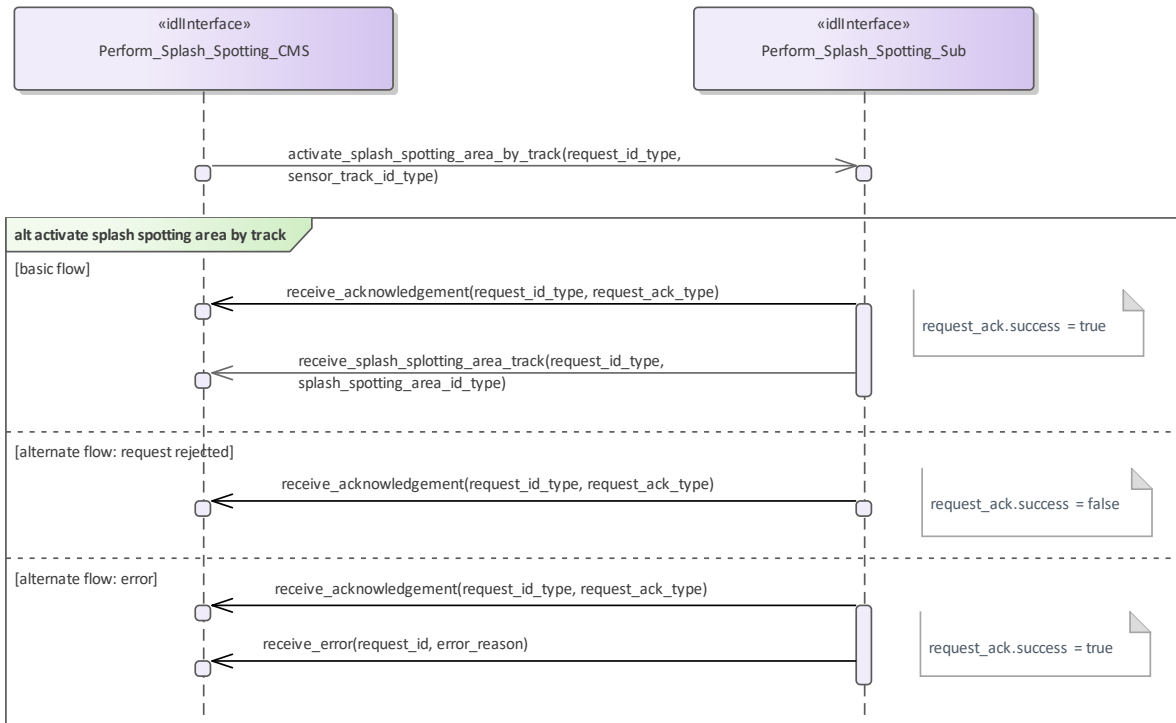 «idlInterface»
Perform_Splash_Spotting_CMS
«idlInterface»
Perform_Splash_Spotting_Sub
activate_splash_spotting_area_by_track(request_id_type,
sensor_track_id_type)
alt activate splash spotting area by track
[basic flow]
receive_acknowledgement(request_id_type, request_ack_type)
request_ack.success = true
receive_splash_splotting_area_track(request_id_type,
splash_spotting_area_id_type)
[alternate flow: request rejected]
receive_acknowledgement(request_id_type, request_ack_type)
request_ack.success = false
[alternate flow: error]
receive_acknowledgement(request_id_type, request_ack_type)
receive_error(request_id, error_reason)
request_ack.success = true